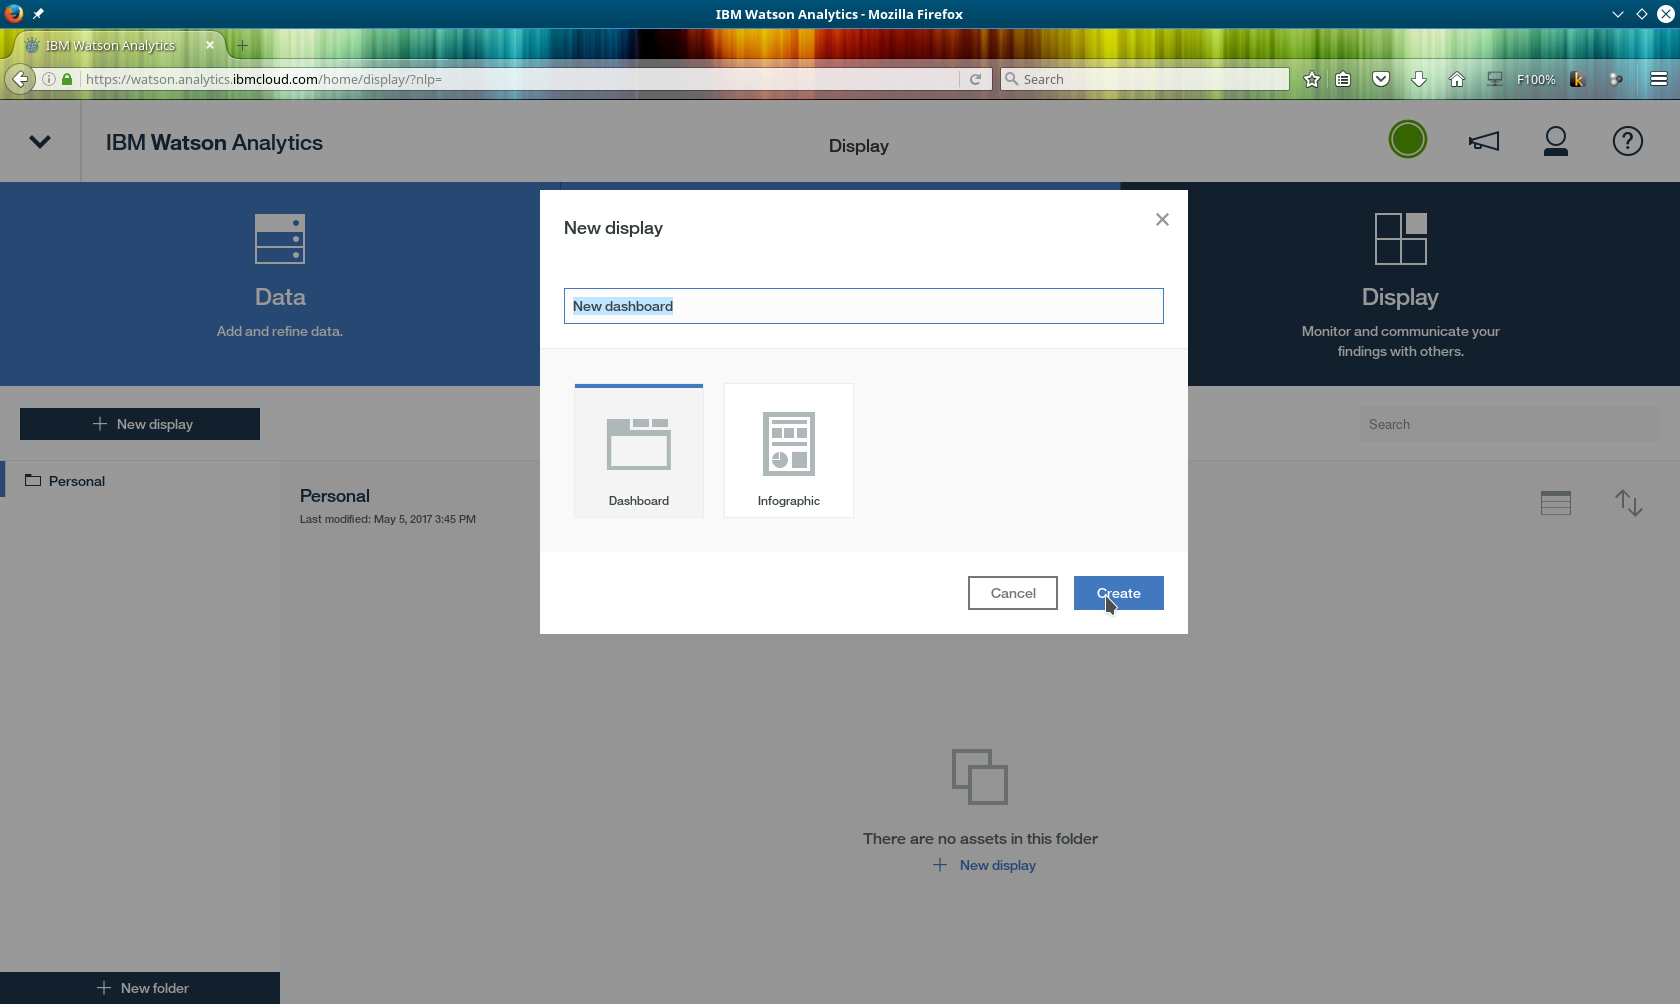 IBM Watson Analytics - Mozilla Firefox
IBM Watson Analytics
https://watson.analytics.ibmcloud.com/home/display/?nlp=
Search
F100%
k
IBM Watson Analytics
Display
Data
Add and refine data.
Display
Monitor and communicate your
findings with others.
New display
Search
Personal
Personal
Last modified: May 5, 2017 3:45 PM
New display
New dashboard
Dashboard
Infographic
Cancel
Create
There are no assets in this folder
New display
New folder